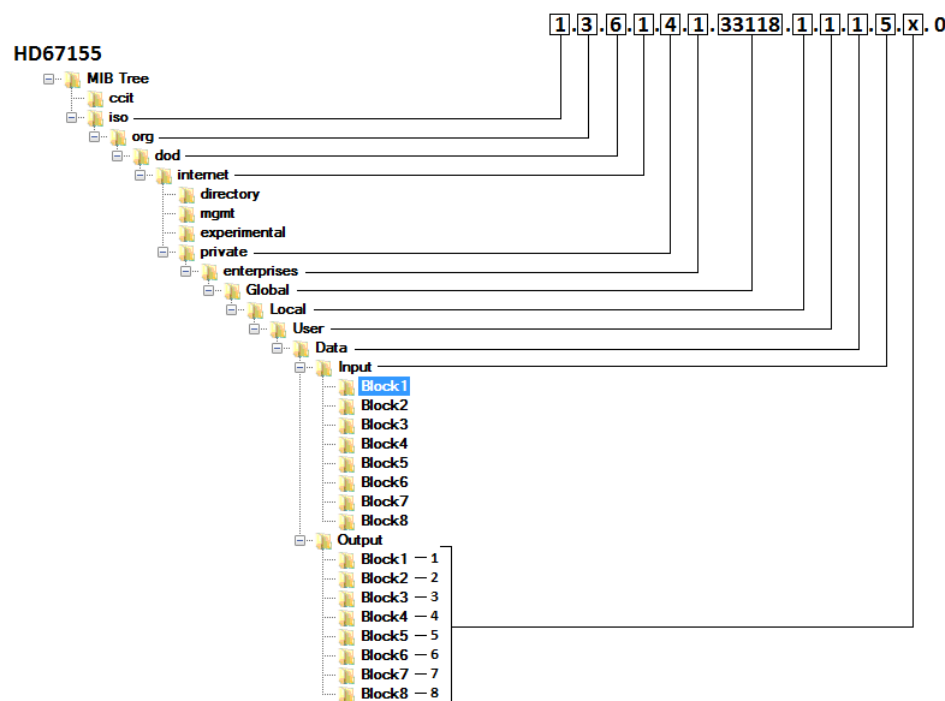 1.3.6.1.4.1.33118.1.1.1.5.x.0
HD67155
MIB Tree
ccit
iso
org
dod
internet
directory
mgmt
experimental
private
enterprises
Global
Local
User
Data
Input
Block1
Block2
Block3
Block4
Block5
Block6
Block7
Block8
Output
Block1 — 1
Block2 — 2
Block3 — 3
Block4 — 4
Block5 — 5
Block6 — 6
Block7 — 7
Block8 — 8